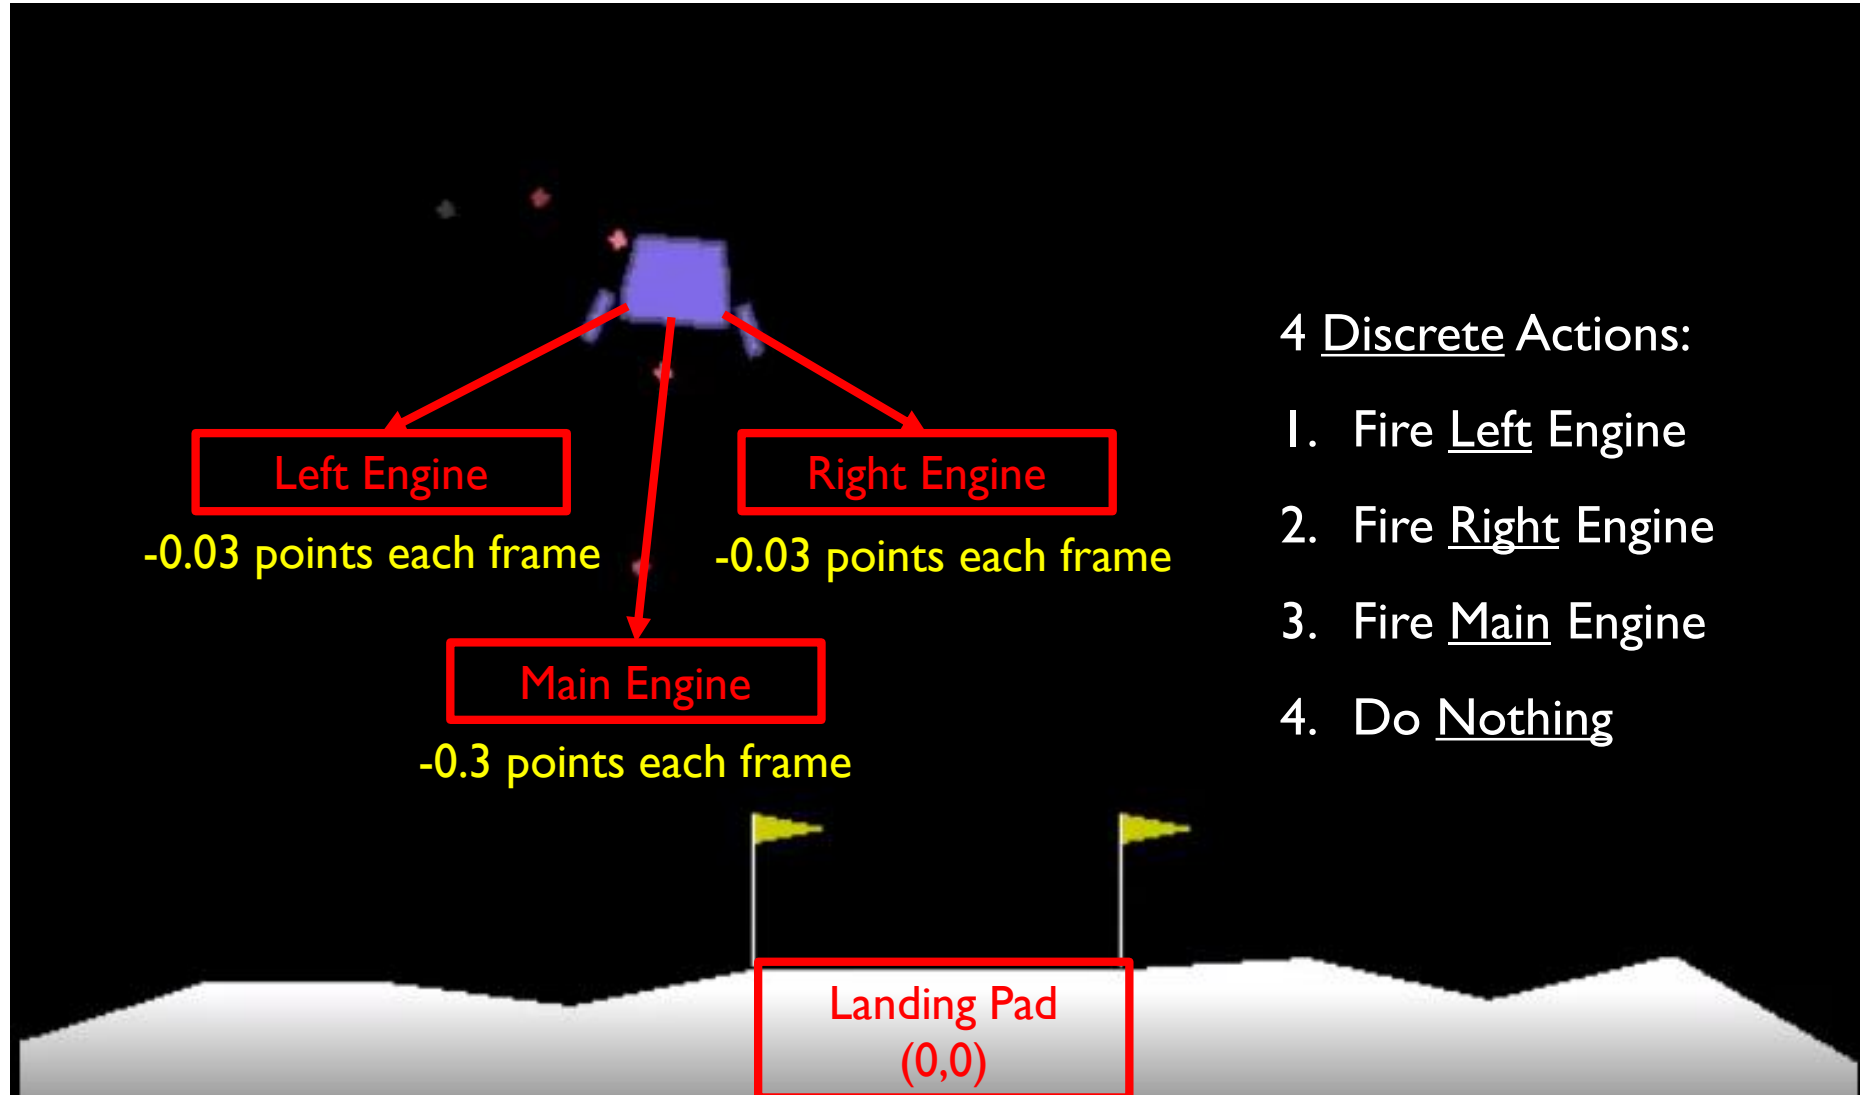 4 Discrete Actions:
1. Fire Left Engine
Left Engine
Right Engine
2. Fire Right Engine
-0.03 points each frame
-0.03 points each frame
3. Fire Main Engine
Main Engine
4. Do Nothing
-0.3 points each frame
Landing Pad
(0,0)